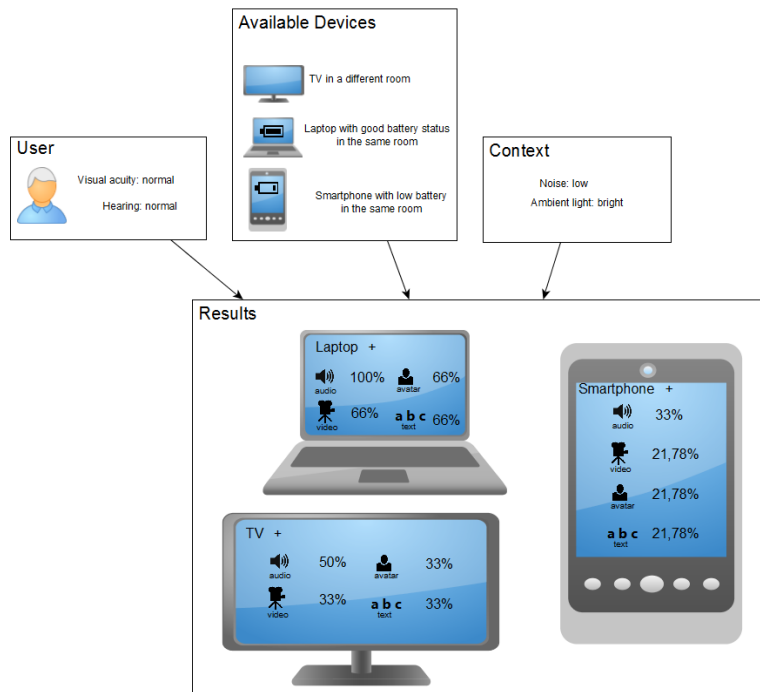 Available Devices
TV in a different room
Laptop with good battery status
in the same room
Smartphone with low battery
in the same room
User
Visual acuity: normal
Hearing: normal
Context
Noise: low
Ambient light: bright
Results
Laptop +
audio 100% avatar 66%
video 66% a b c text 66%
Smartphone +
audio 33%
video 21,78%
avatar 21,78%
a b c text 21,78%
TV +
audio 50% avatar 33%
video 33% a b c text 33%